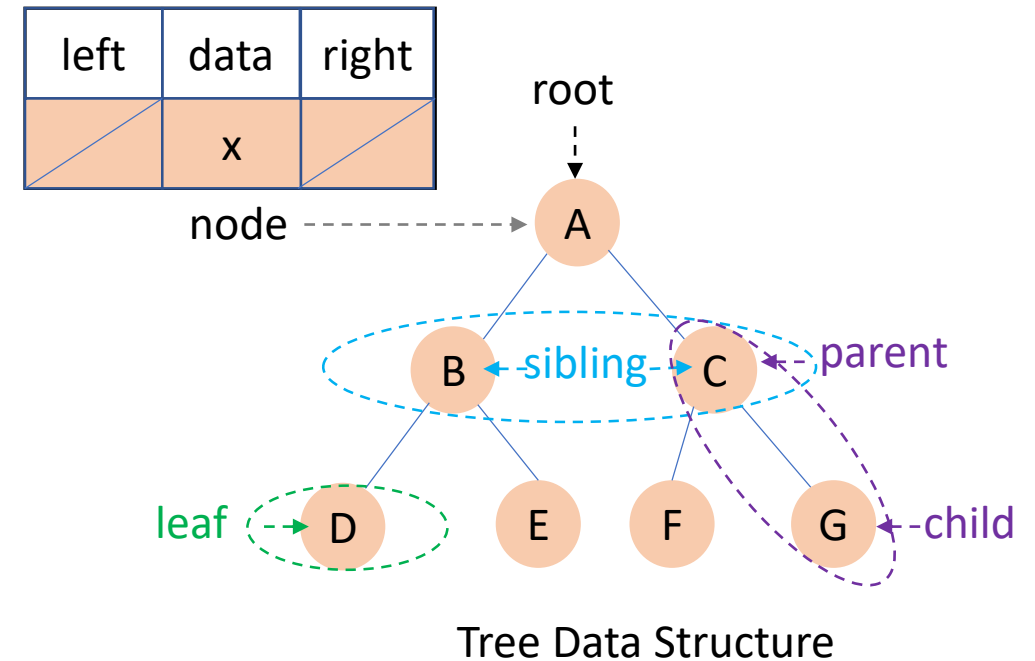 left data right
x
root
node A
B sibling C parent
leaf D E F G child
Tree Data Structure